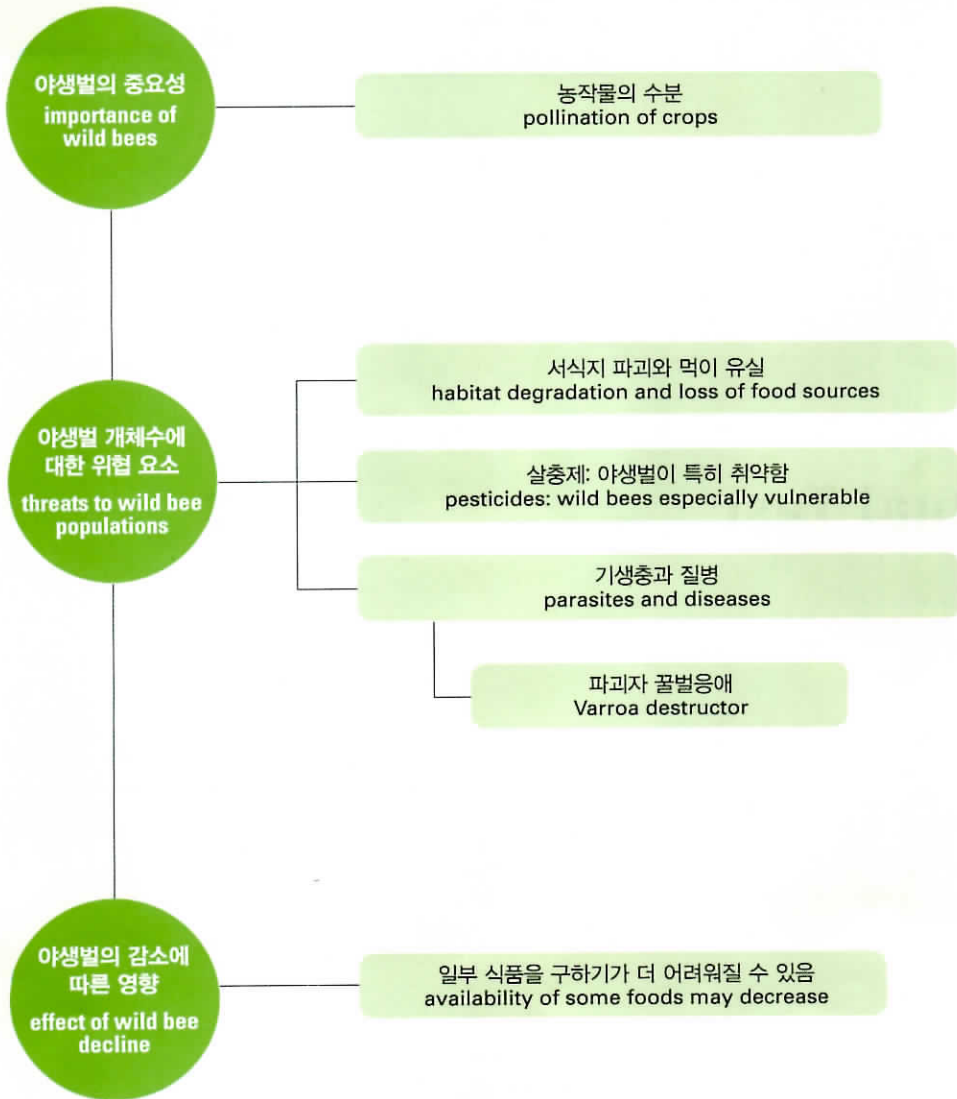 야생벌의 중요성
importance of
wild bees
농작물의 수분
pollination of crops
야생벌 개체수에
대한 위협 요소
threats to wild bee
populations
서식지 파괴와 먹이 유실
habitat degradation and loss of food sources
살충제: 야생벌이 특히 취약함
pesticides: wild bees especially vulnerable
기생충과 질병
parasites and diseases
파괴자 꿀벌응애
Varroa destructor
야생벌의 감소에
따른 영향
effect of wild bee
decline
일부 식품을 구하기가 더 어려워질 수 있음
availability of some foods may decrease